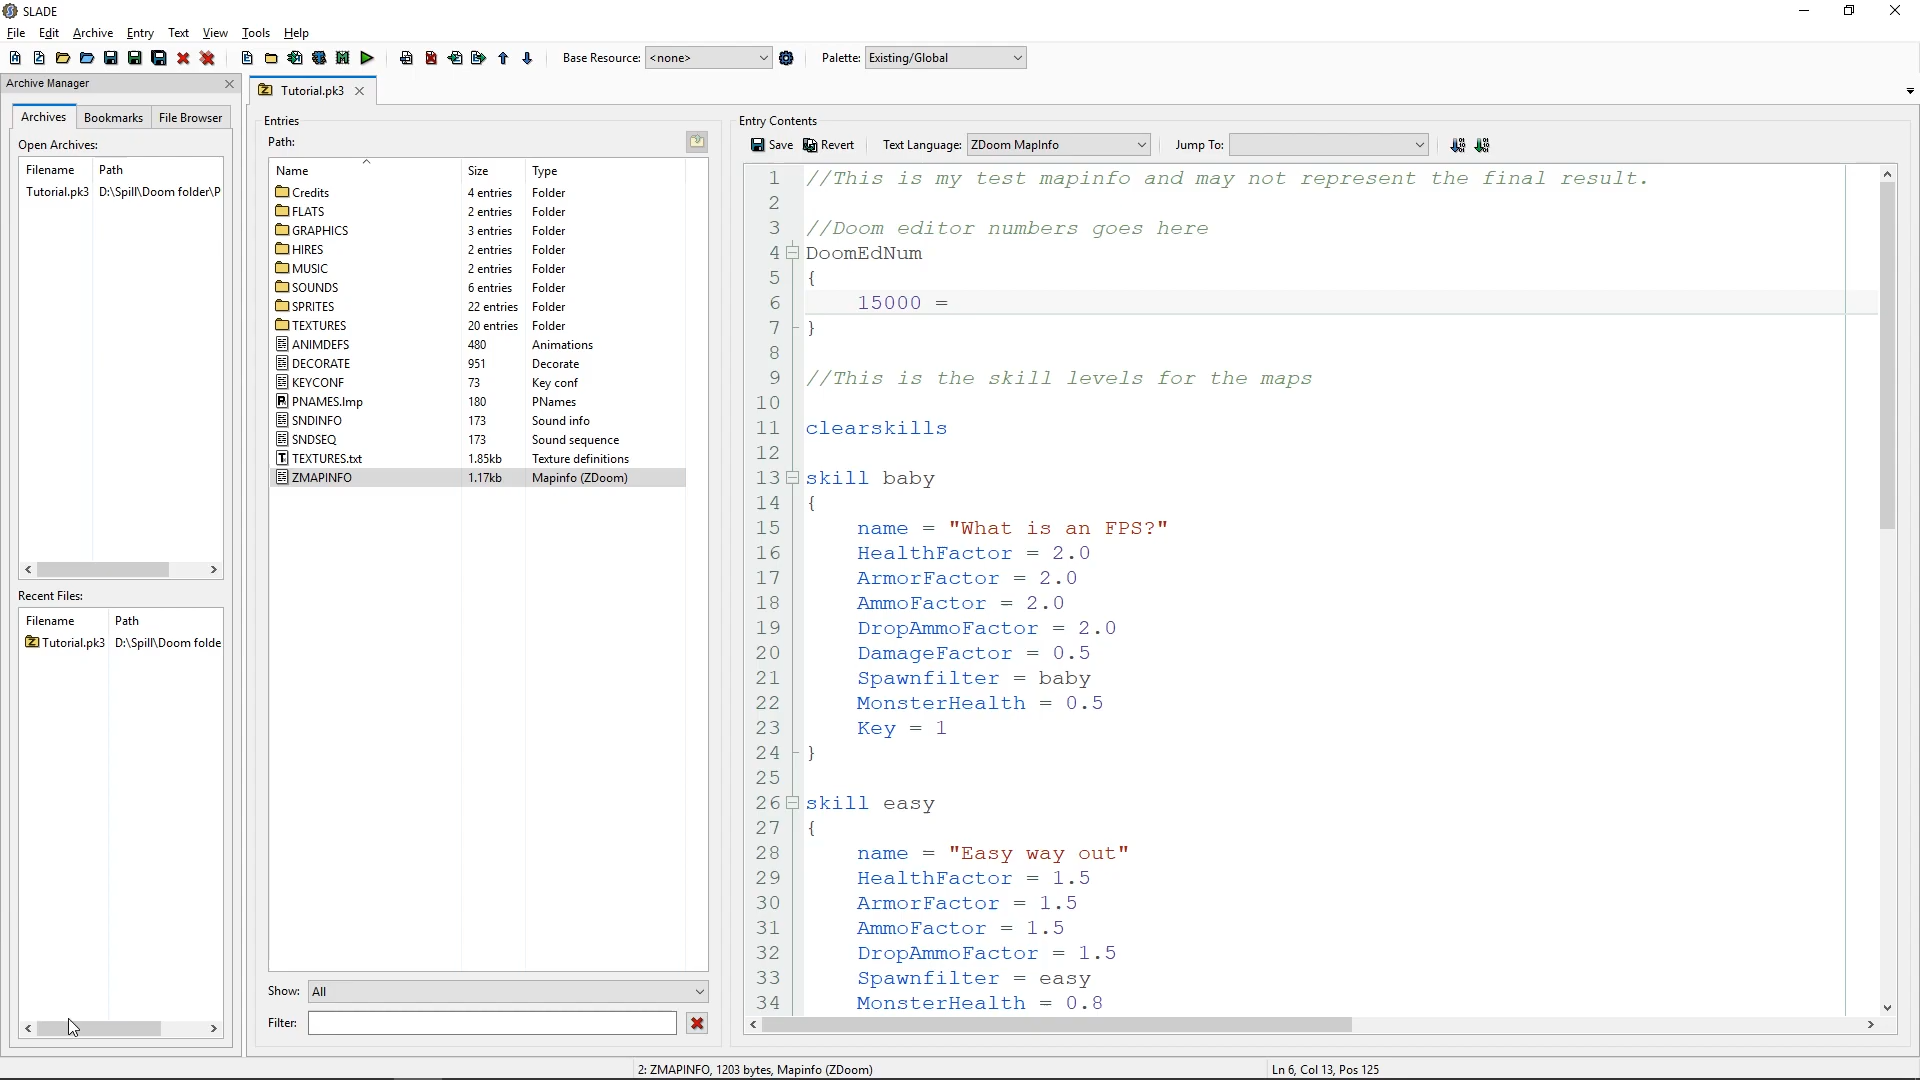 SLADE
File Edit Archive Entry Text View Tools Help
Base Resource: <none> Palette: Existing/Global
Archive Manager
Tutorial.pk3
Archives Bookmarks File Browser
Open Archives:
Filename Path
Tutorial.pk3 D:\Spill\Doom folder\P
Recent Files:
Filename Path
Tutorial.pk3 D:\Spill\Doom folde
Entries
Path:
Name Size Type
Credits 4 entries Folder
FLATS 2 entries Folder
GRAPHICS 3 entries Folder
HIRES 2 entries Folder
MUSIC 2 entries Folder
SOUNDS 6 entries Folder
SPRITES 22 entries Folder
TEXTURES 20 entries Folder
ANIMDEFS 480 Animations
DECORATE 951 Decorate
KEYCONF 73 Key conf
PNAMES.lmp 180 PNames
SNDINFO 173 Sound info
SNDSEQ 173 Sound sequence
TEXTURES.txt 1.85kb Texture definitions
ZMAPINFO 1.17kb Mapinfo (ZDoom)
Show: All
Filter:
Entry Contents
Save Revert Text Language: ZDoom MapInfo Jump To:
1 //This is my test mapinfo and may not represent the final result.
2
3 //Doom editor numbers goes here
4 DoomEdNum
5 {
6 15000 =
7 }
8
9 //This is the skill levels for the maps
10
11 clearskills
12
13 skill baby
14 {
15 name = "What is an FPS?"
16 HealthFactor = 2.0
17 ArmorFactor = 2.0
18 AmmoFactor = 2.0
19 DropAmmoFactor = 2.0
20 DamageFactor = 0.5
21 Spawnfilter = baby
22 MonsterHealth = 0.5
23 Key = 1
24 }
25
26 skill easy
27 {
28 name = "Easy way out"
29 HealthFactor = 1.5
30 ArmorFactor = 1.5
31 AmmoFactor = 1.5
32 DropAmmoFactor = 1.5
33 Spawnfilter = easy
34 MonsterHealth = 0.8
2: ZMAPINFO, 1203 bytes, Mapinfo (ZDoom) Ln 6, Col 13, Pos 125